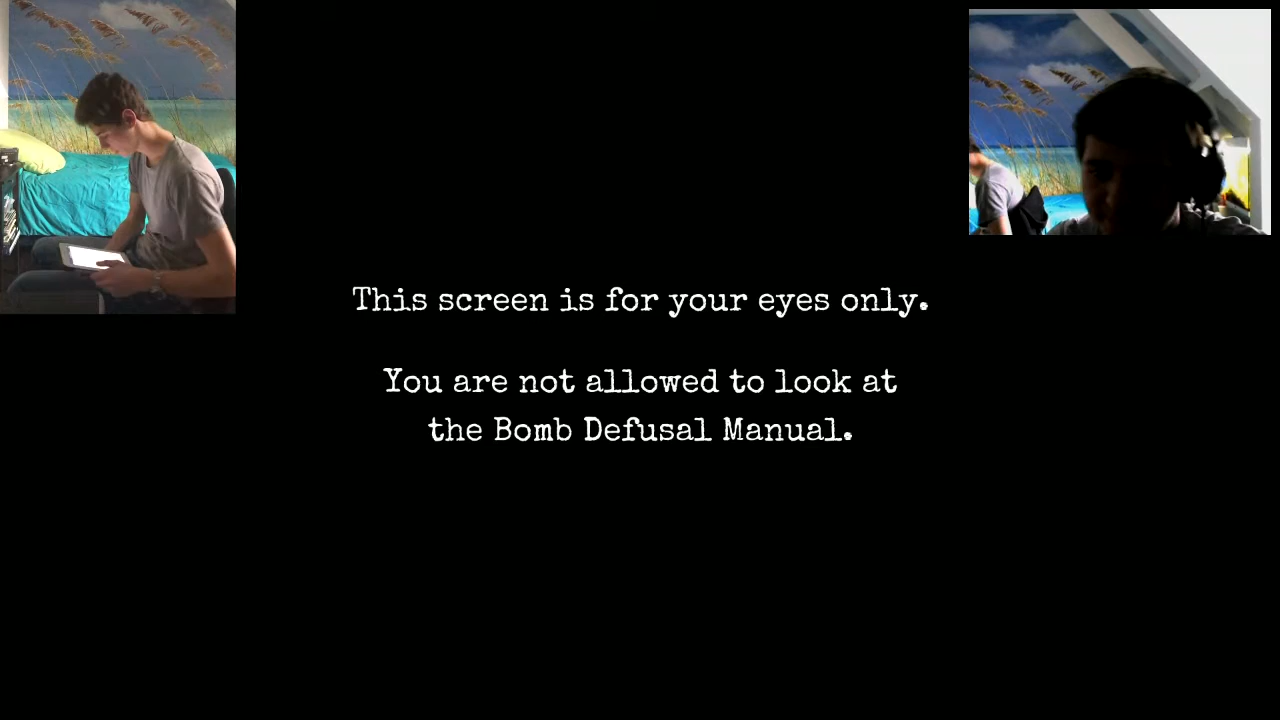 This screen is for your eyes only.
You are not allowed to look at
the Bomb Defusal Manual.